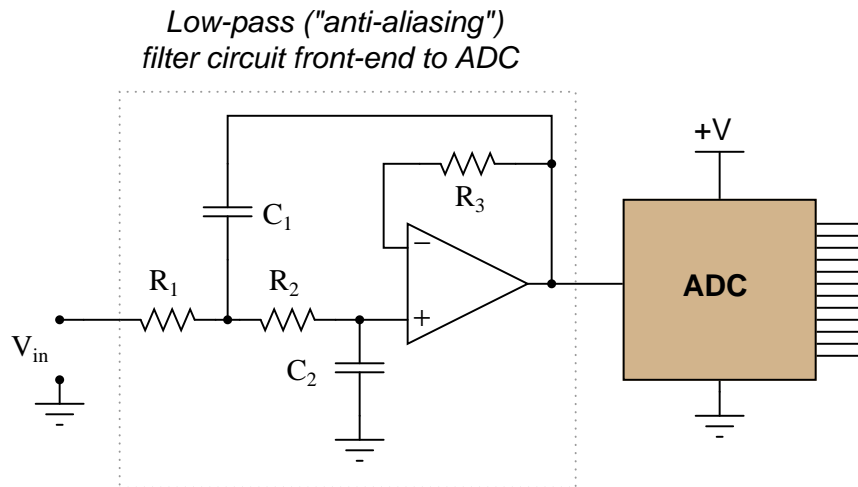 Low-pass ("anti-aliasing")
filter circuit front-end to ADC
+V
R₃
C₁
−
ADC
R₁
R₂
+
Vᵢₙ
C₂